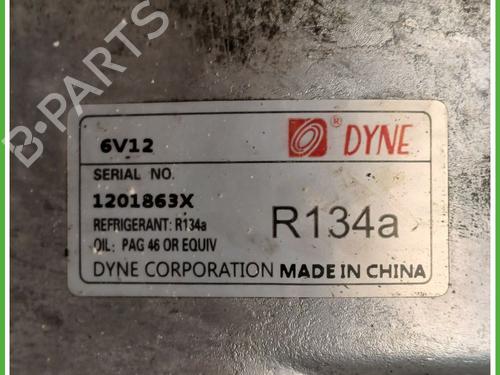 6V12
® DYNE
SERIAL NO.
1201863X
REFRIGERANT: R134a
R134a
OIL: PAG 46 OR EQUIV
DYNE CORPORATION MADE IN CHINA
B-PARTS